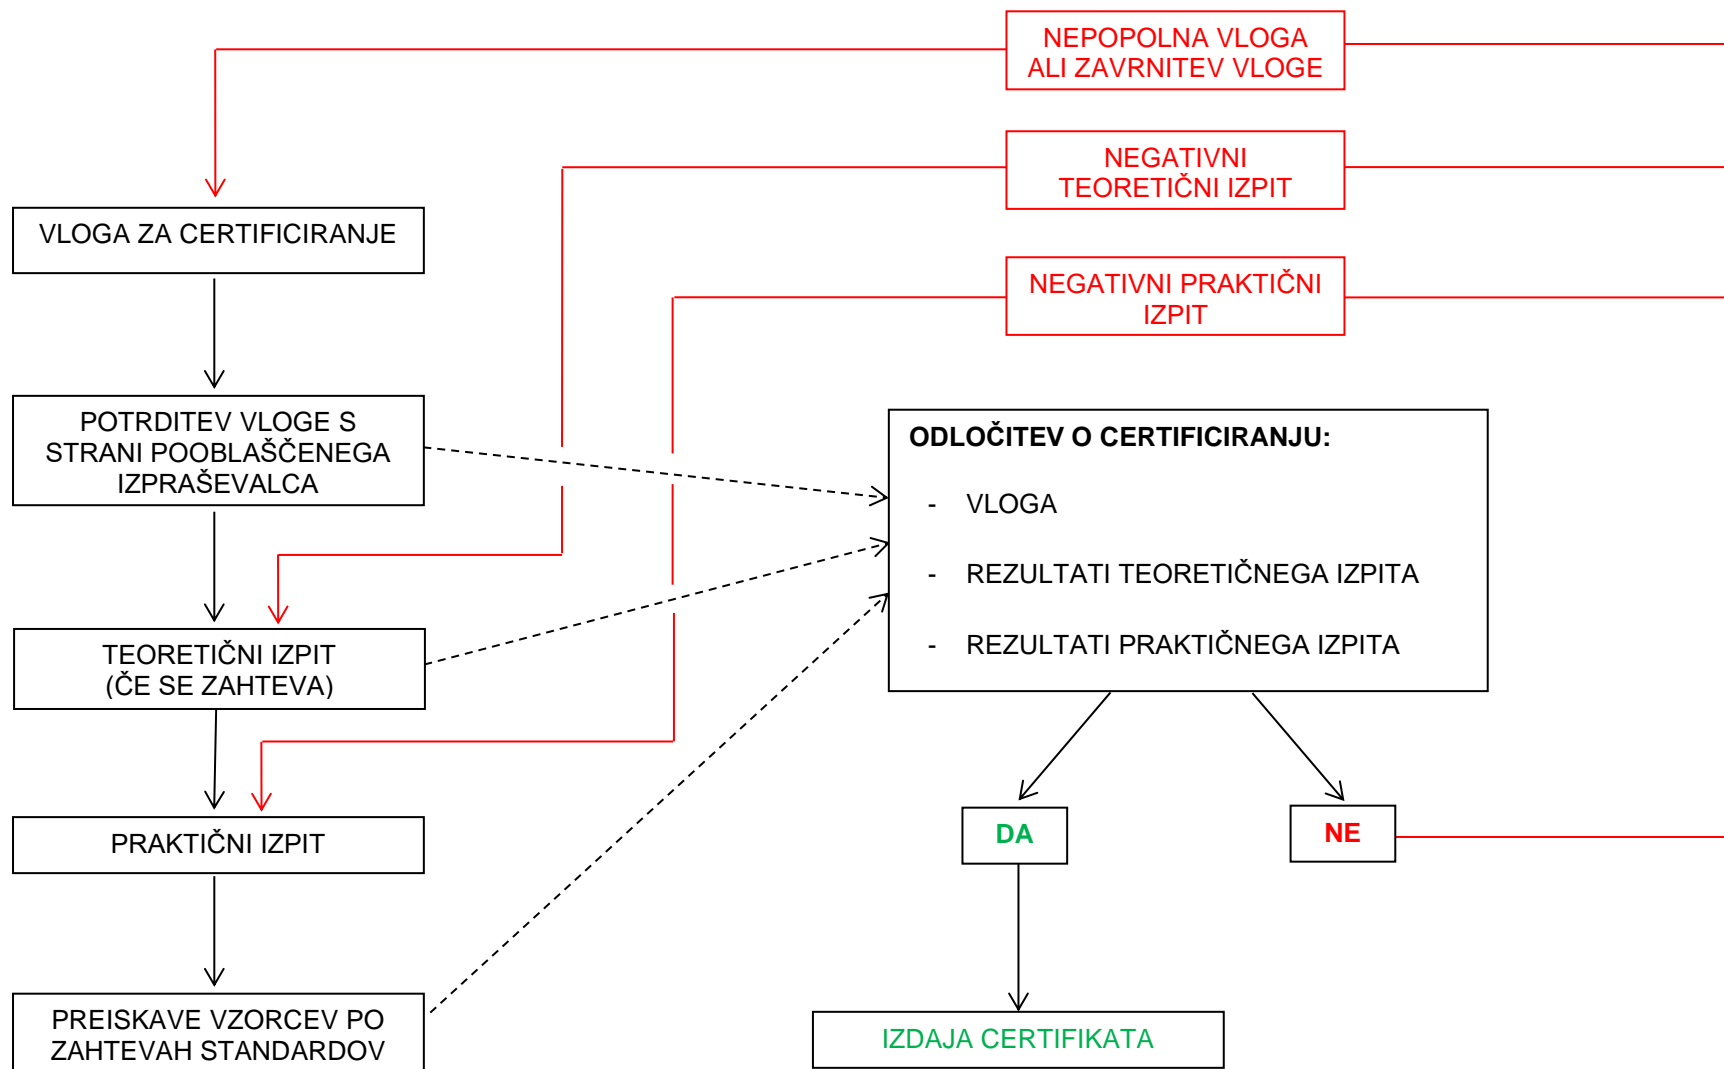 NEPOPOLNA VLOGA
ALI ZAVRNITEV VLOGE
NEGATIVNI
TEORETIČNI IZPIT
VLOGA ZA CERTIFICIRANJE
NEGATIVNI PRAKTIČNI
IZPIT
POTRDITEV VLOGE S
STRANI POOBLAŠČENEGA
IZPRAŠEVALCA
ODLOČITEV O CERTIFICIRANJU:
- VLOGA
- REZULTATI TEORETIČNEGA IZPITA
- REZULTATI PRAKTIČNEGA IZPITA
TEORETIČNI IZPIT
(ČE SE ZAHTEVA)
PRAKTIČNI IZPIT
DA
NE
PREISKAVE VZORCEV PO
ZAHTEVAH STANDARDOV
IZDAJA CERTIFIKATA